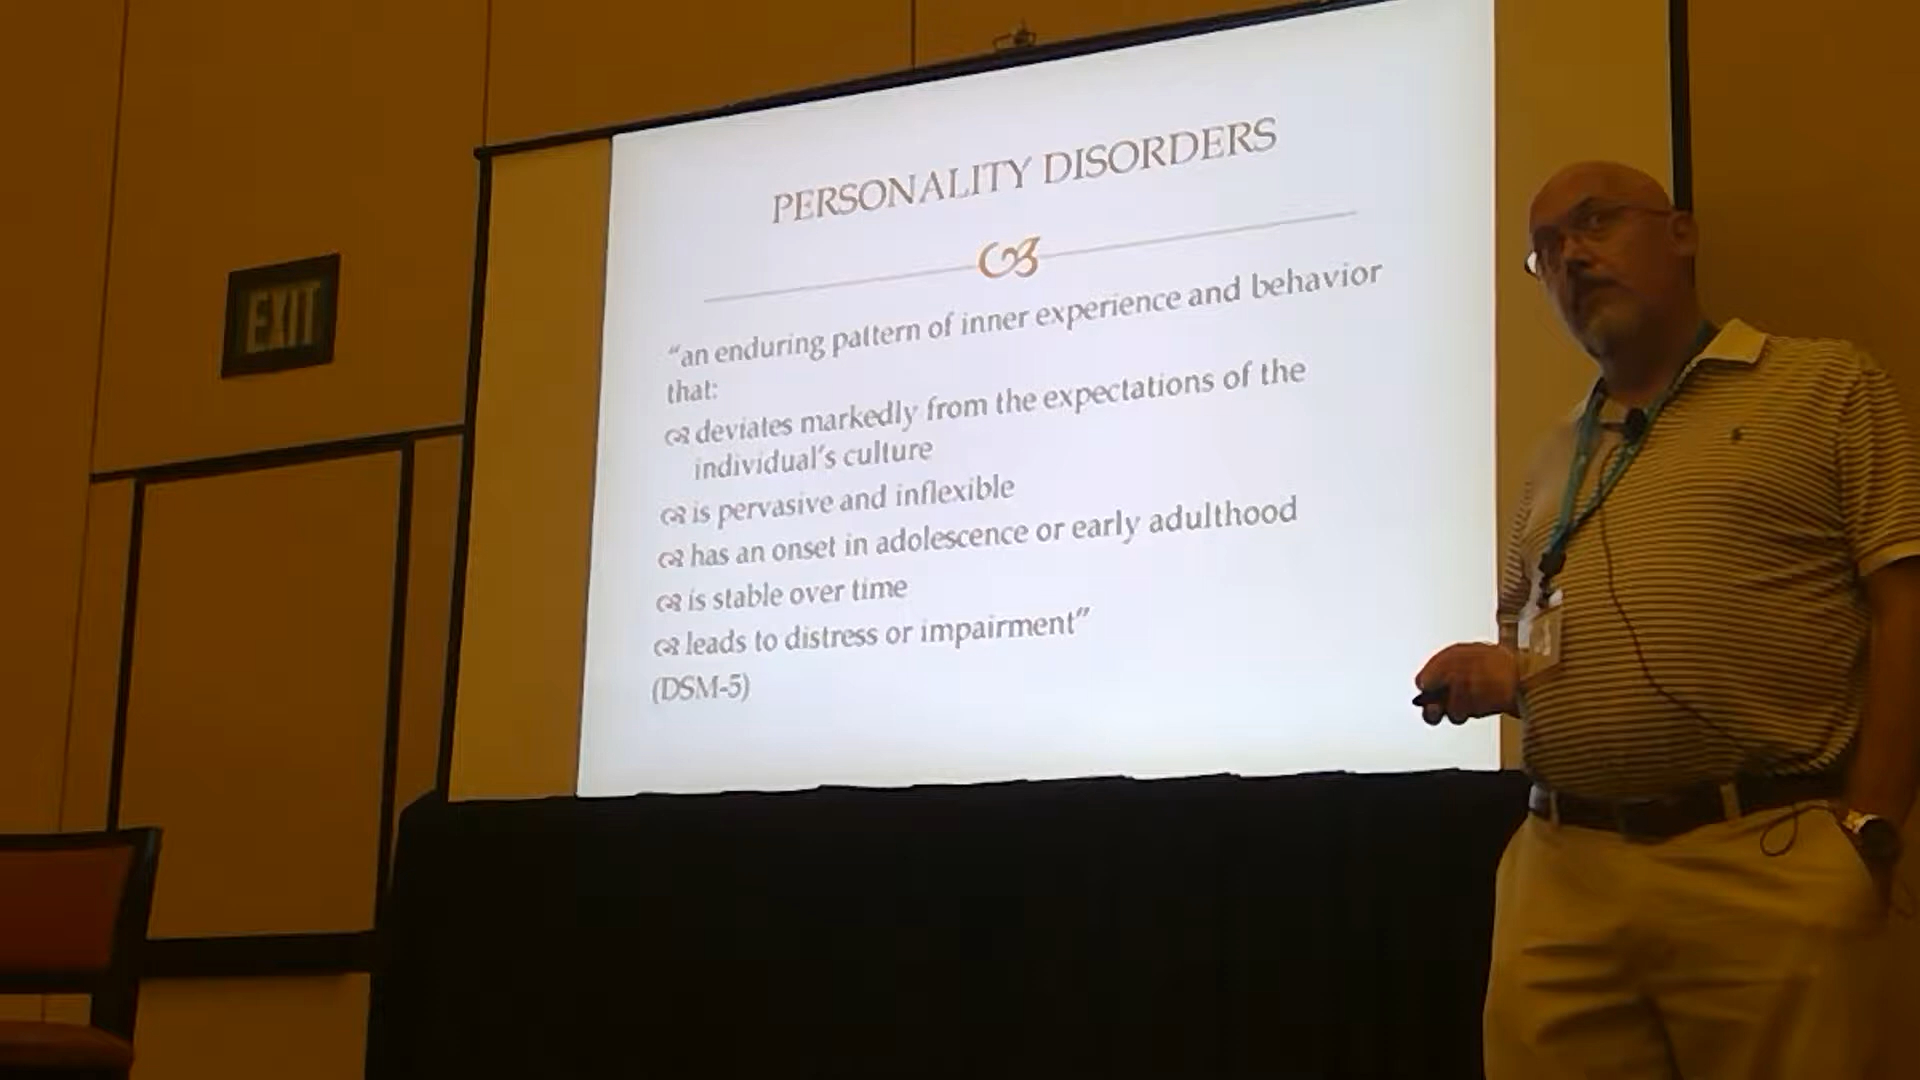 EXIT
PERSONALITY DISORDERS
“an enduring pattern of inner experience and behavior
that:
deviates markedly from the expectations of the
individual’s culture
is pervasive and inflexible
has an onset in adolescence or early adulthood
is stable over time
leads to distress or impairment”
(DSM-5)